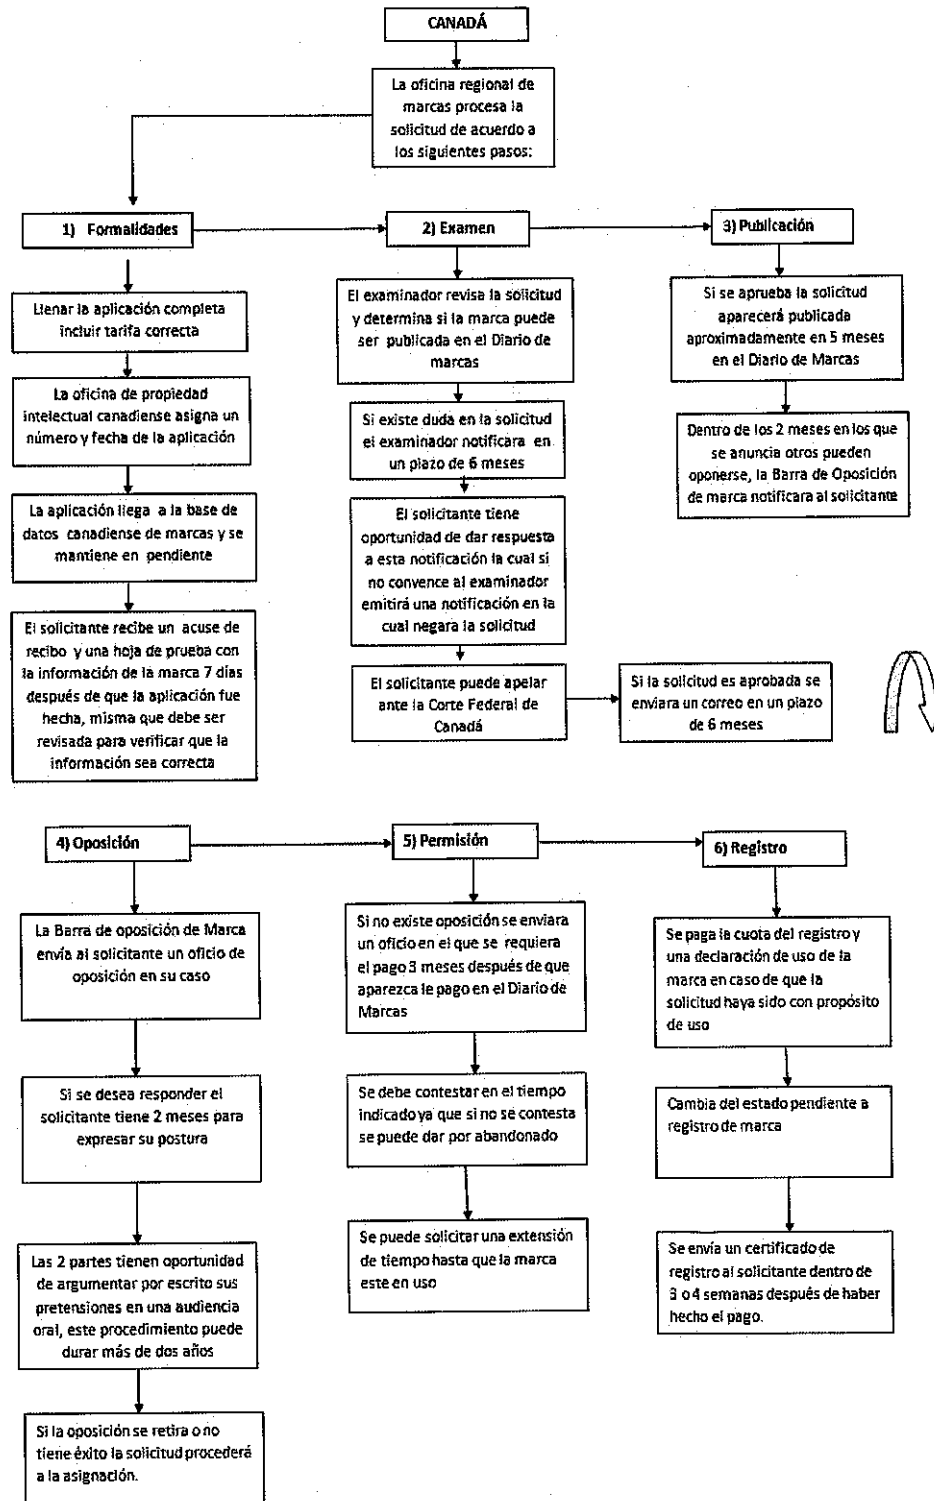 CANADÁ
La oficina regional de
marcas procesa la
solicitud de acuerdo a
los siguientes pasos:
1) Formalidades
Llenar la aplicación completa
incluir tarifa correcta
La oficina de propiedad
intelectual canadiense asigna un
número y fecha de la aplicación
La aplicación llega a la base de
datos canadiense de marcas y se
mantiene en pendiente
El solicitante recibe un acuse de
recibo y una hoja de prueba con
la información de la marca 7 días
después de que la aplicación fue
hecha, misma que debe ser
revisada para verificar que la
información sea correcta
2) Examen
El examinador revisa la solicitud
y determina si la marca puede
ser publicada en el Diario de
marcas
Si existe duda en la solicitud
el examinador notificara en
un plazo de 6 meses
El solicitante tiene
oportunidad de dar respuesta
a esta notificación la cual si
no convence al examinador
emitirá una notificación en la
cual negara la solicitud
El solicitante puede apelar
ante la Corte Federal de
Canadá
Si la solicitud es aprobada se
enviara un correo en un plazo
de 6 meses
3) Publicación
Si se aprueba la solicitud
aparecerá publicada
aproximadamente en 5 meses
en el Diario de Marcas
Dentro de los 2 meses en los que
se anuncia otros pueden
oponerse, la Barra de Oposición
de marca notificara al solicitante
4) Oposición
La Barra de oposición de Marca
envía al solicitante un oficio de
oposición en su caso
Si se desea responder el
solicitante tiene 2 meses para
expresar su postura
Las 2 partes tienen oportunidad
de argumentar por escrito sus
pretensiones en una audiencia
oral, este procedimiento puede
durar más de dos años
Si la oposición se retira o no
tiene éxito la solicitud procederá
a la asignación.
5) Permisión
Si no existe oposición se enviara
un oficio en el que se requiera
el pago 3 meses después de que
aparezca le pago en el Diario de
Marcas
Se debe contestar en el tiempo
indicado ya que si no se contesta
se puede dar por abandonado
Se puede solicitar una extensión
de tiempo hasta que la marca
este en uso
6) Registro
Se paga la cuota del registro y
una declaración de uso de la
marca en caso de que la
solicitud haya sido con propósito
de uso
Cambia del estado pendiente a
registro de marca
Se envía un certificado de
registro al solicitante dentro de
3 o 4 semanas después de haber
hecho el pago.